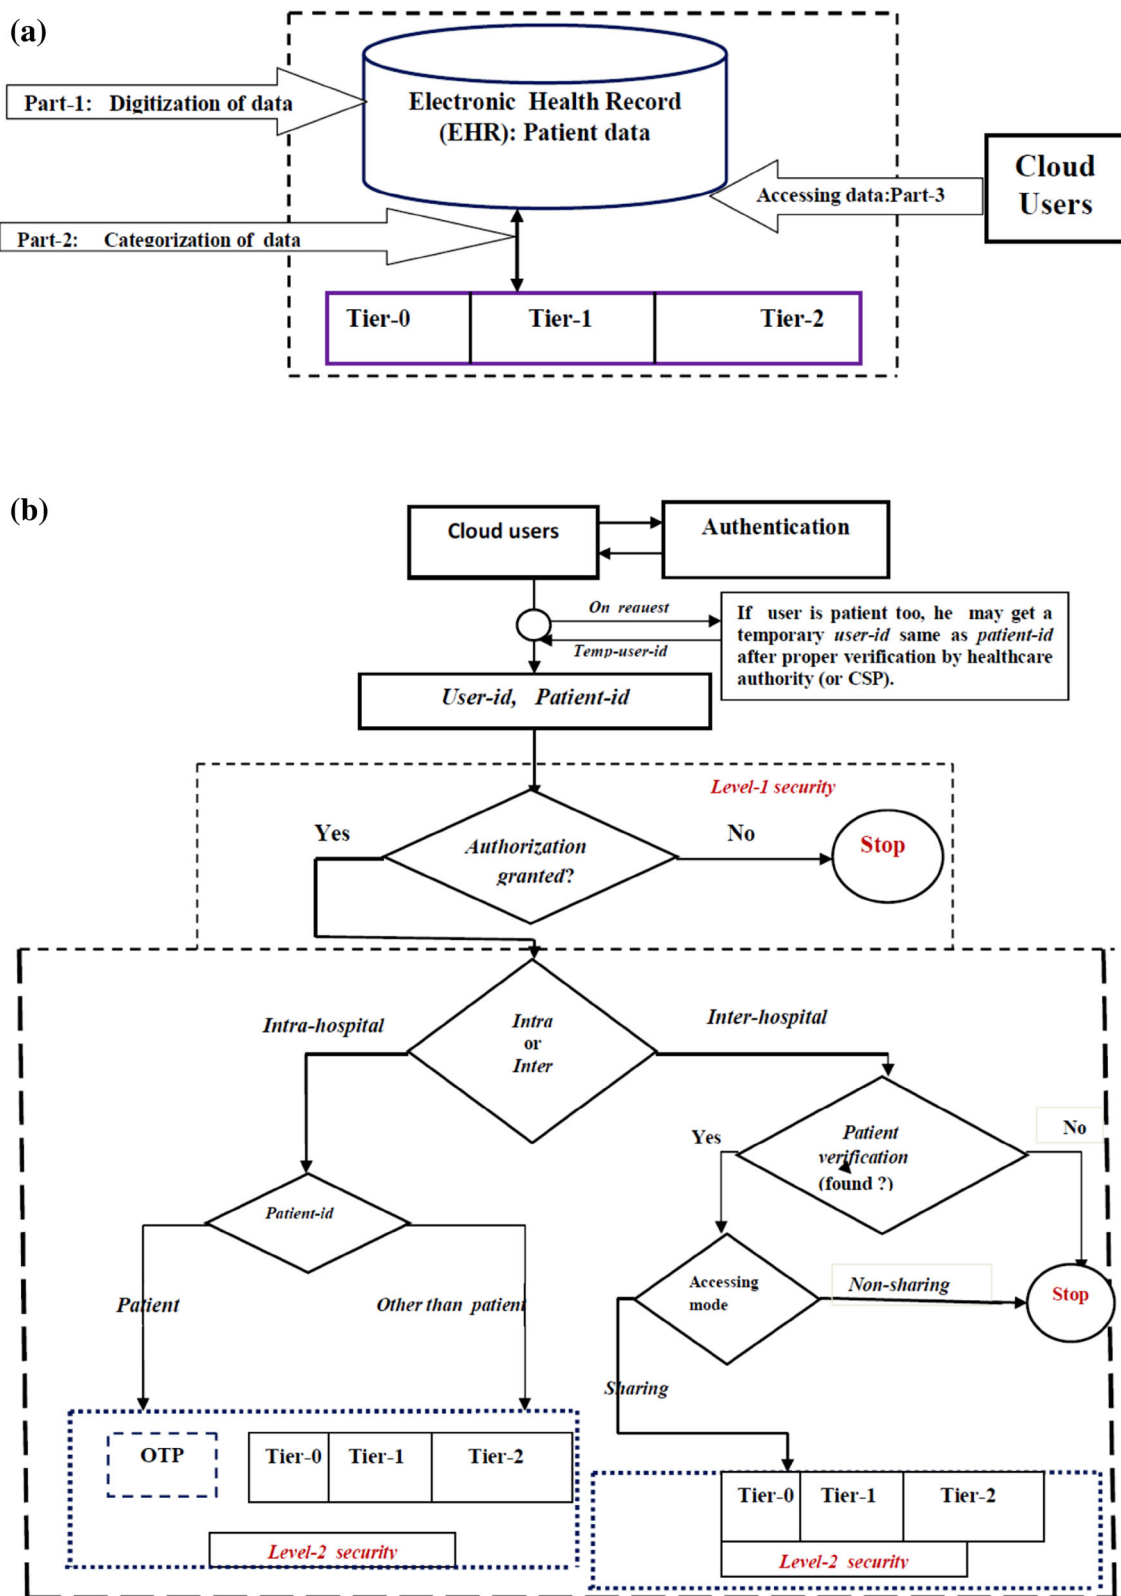 (a)
Electronic Health Record
(EHR): Patient data
Part-1: Digitization of data
Cloud
Users
Accessing data:Part-3
Part-2: Categorization of data
Tier-0 Tier-1 Tier-2
(b)
Cloud users
Authentication
On request
Temp-user-id
If user is patient too, he may get a
temporary user-id same as patient-id
after proper verification by healthcare
authority (or CSP).
User-id, Patient-id
Level-1 security
Yes
Authorization
granted?
No
Stop
Intra-hospital
Intra
or
Inter
Inter-hospital
Yes
Patient
verification
(found ?)
No
Patient-id
Accessing
mode
Non-sharing
Stop
Patient
Other than patient
Sharing
OTP
Tier-0 Tier-1 Tier-2
Level-2 security
Tier-0 Tier-1 Tier-2
Level-2 security